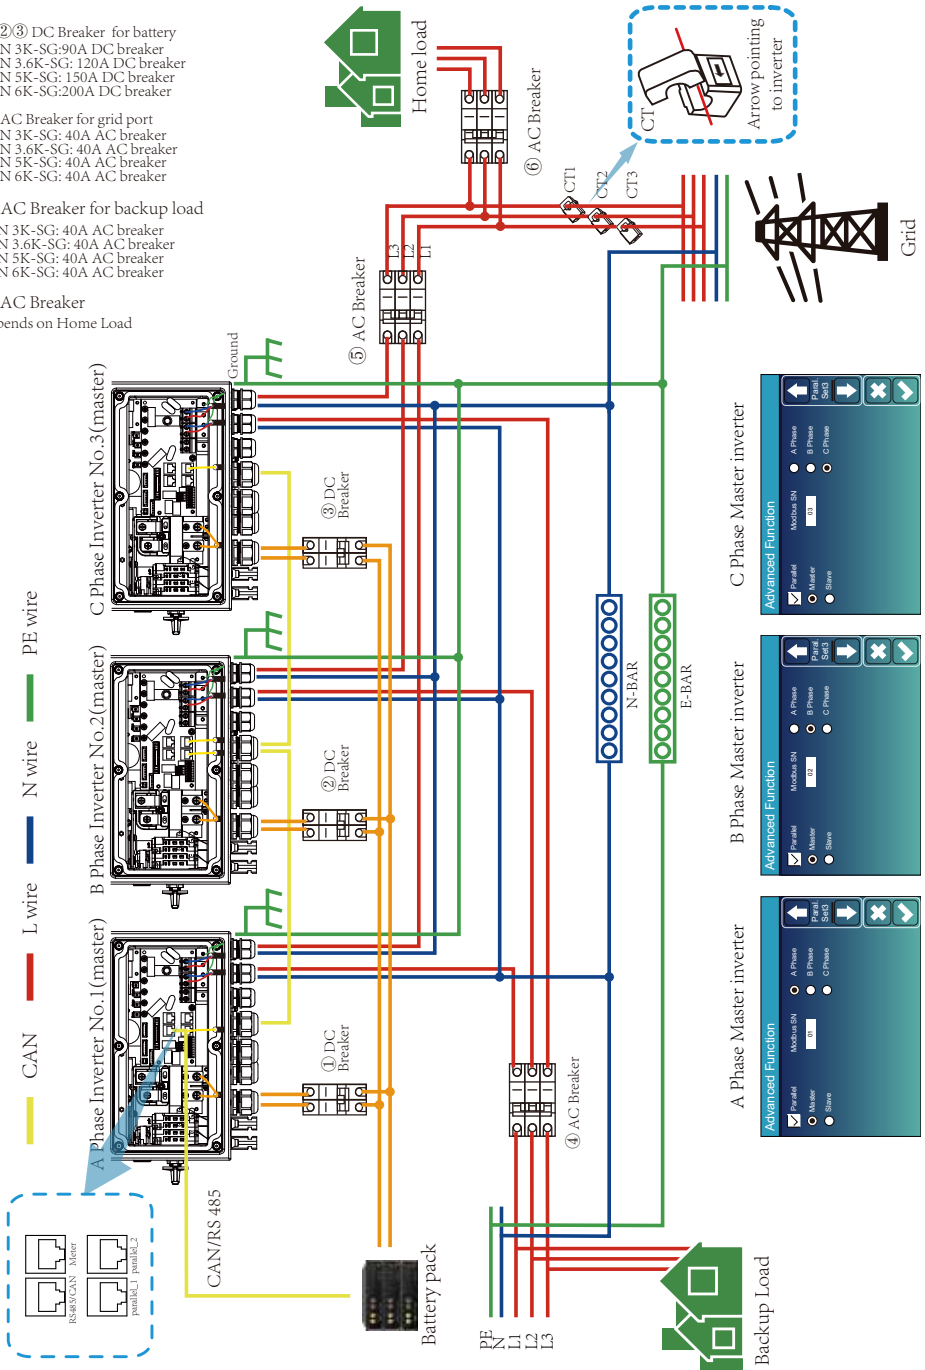 ②③ DC Breaker for battery
N 3K-SG:90A DC breaker
N 3.6K-SG: 120A DC breaker
N 5K-SG: 150A DC breaker
N 6K-SG:200A DC breaker
AC Breaker for grid port
N 3K-SG: 40A AC breaker
N 3.6K-SG: 40A AC breaker
N 5K-SG: 40A AC breaker
N 6K-SG: 40A AC breaker
AC Breaker for backup load
N 3K-SG: 40A AC breaker
N 3.6K-SG: 40A AC breaker
N 5K-SG: 40A AC breaker
N 6K-SG: 40A AC breaker
AC Breaker
pends on Home Load
CAN
L wire
N wire
PE wire
RS485/CAN
Meter
parallel_1
parallel_2
A Phase Inverter No.1(master)
B Phase Inverter No.2(master)
C Phase Inverter No.3(master)
Ground
CAN/RS 485
Battery pack
① DC
Breaker
② DC
Breaker
③ DC
Breaker
④ AC Breaker
⑤ AC Breaker
⑥ AC Breaker
L3
L2
L1
Home load
CT1
CT2
CT3
CT
Arrow pointing
to inverter
Grid
N-BAR
E-BAR
PE
N
L1
L2
L3
Backup Load
A Phase Master inverter
Advanced Function
Parallel
Master
Slave
Modbus SN
01
A Phase
B Phase
C Phase
Paral.
Set3
B Phase Master inverter
Advanced Function
Parallel
Master
Slave
Modbus SN
02
A Phase
B Phase
C Phase
Paral.
Set3
C Phase Master inverter
Advanced Function
Parallel
Master
Slave
Modbus SN
03
A Phase
B Phase
C Phase
Paral.
Set3